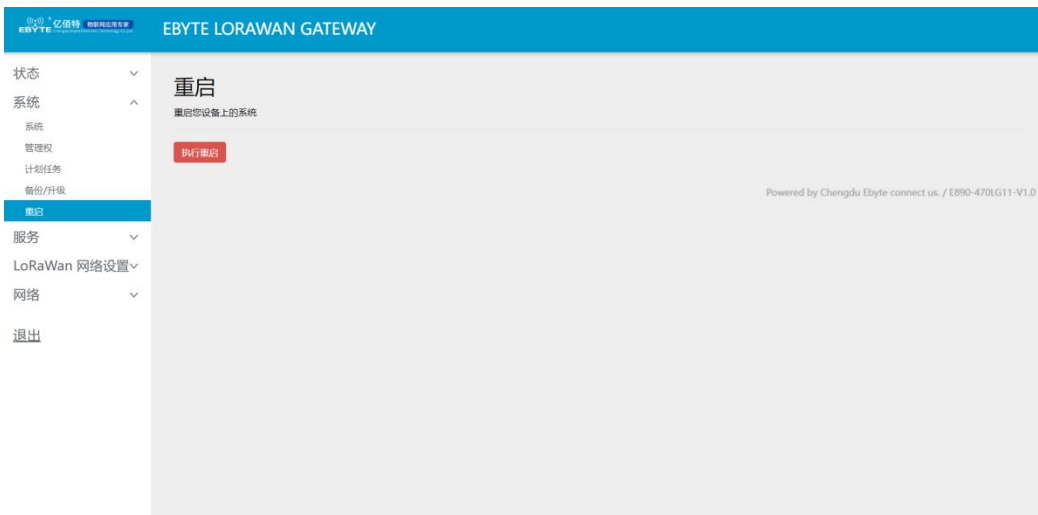 EBYTE 亿佰特 物联网应用专家
EBYTE LORAWAN GATEWAY
状态
系统
系统
管理权
计划任务
备份/升级
重启
服务
LoRaWan 网络设置
网络
退出
重启
重启您设备上的系统
执行重启
Powered by Chengdu Ebyte connect us. / E890-470LG11-V1.0